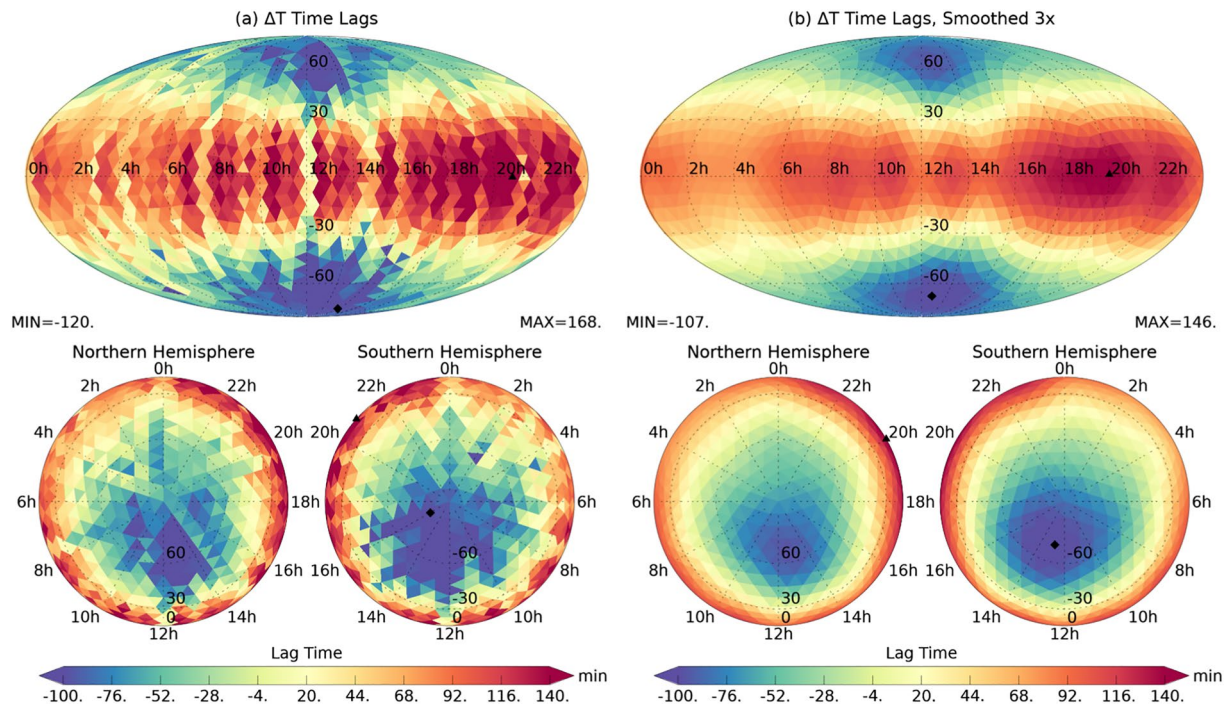 (a) ΔT Time Lags
60
30
0h 2h 4h 6h 8h 10h 12h 14h 16h 18h 20h 22h
-30
-60
MIN=-120. MAX=168.
(b) ΔT Time Lags, Smoothed 3x
60
30
0h 2h 4h 6h 8h 10h 12h 14h 16h 18h 20h 22h
-30
-60
MIN=-107. MAX=146.
Northern Hemisphere
0h
2h 22h
4h 20h
6h 18h
60
8h 16h
30
10h 0 14h
12h
Southern Hemisphere
0h
22h 2h
20h 4h
18h 6h
-60
16h 8h
-30
14h 0 10h
12h
Northern Hemisphere
0h
2h 22h
4h 20h
6h 18h
60
8h 16h
30
10h 0 14h
12h
Southern Hemisphere
0h
22h 2h
20h 4h
18h 6h
-60
16h 8h
-30
14h 0 10h
12h
Lag Time
min
-100. -76. -52. -28. -4. 20. 44. 68. 92. 116. 140.
Lag Time
min
-100. -76. -52. -28. -4. 20. 44. 68. 92. 116. 140.